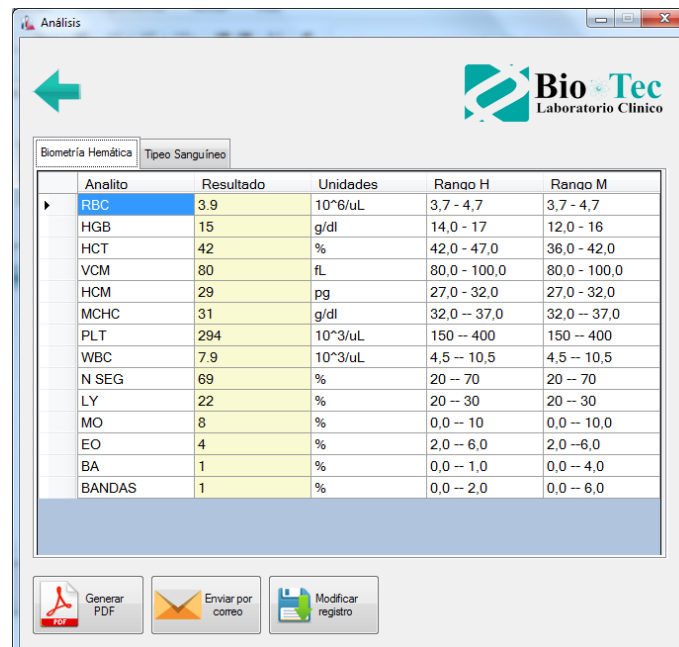 Análisis
Bio Tec
Laboratorio Clinico
Biometría Hemática Tipeo Sanguíneo
Analito Resultado Unidades Rango H Rango M
RBC 3.9 10^6/uL 3,7 - 4,7 3,7 - 4,7
HGB 15 g/dl 14,0 - 17 12,0 - 16
HCT 42 % 42,0 - 47,0 36,0 - 42,0
VCM 80 fL 80,0 - 100,0 80,0 - 100,0
HCM 29 pg 27,0 - 32,0 27,0 - 32,0
MCHC 31 g/dl 32,0 -- 37,0 32,0 -- 37,0
PLT 294 10^3/uL 150 -- 400 150 -- 400
WBC 7.9 10^3/uL 4,5 -- 10,5 4,5 -- 10,5
N SEG 69 % 20 -- 70 20 -- 70
LY 22 % 20 -- 30 20 -- 30
MO 8 % 0,0 -- 10 0,0 -- 10,0
EO 4 % 2,0 -- 6,0 2,0 --6,0
BA 1 % 0,0 -- 1,0 0,0 -- 4,0
BANDAS 1 % 0,0 -- 2,0 0,0 -- 6,0
PDF
Generar
PDF
Enviar por
correo
Modificar
registro